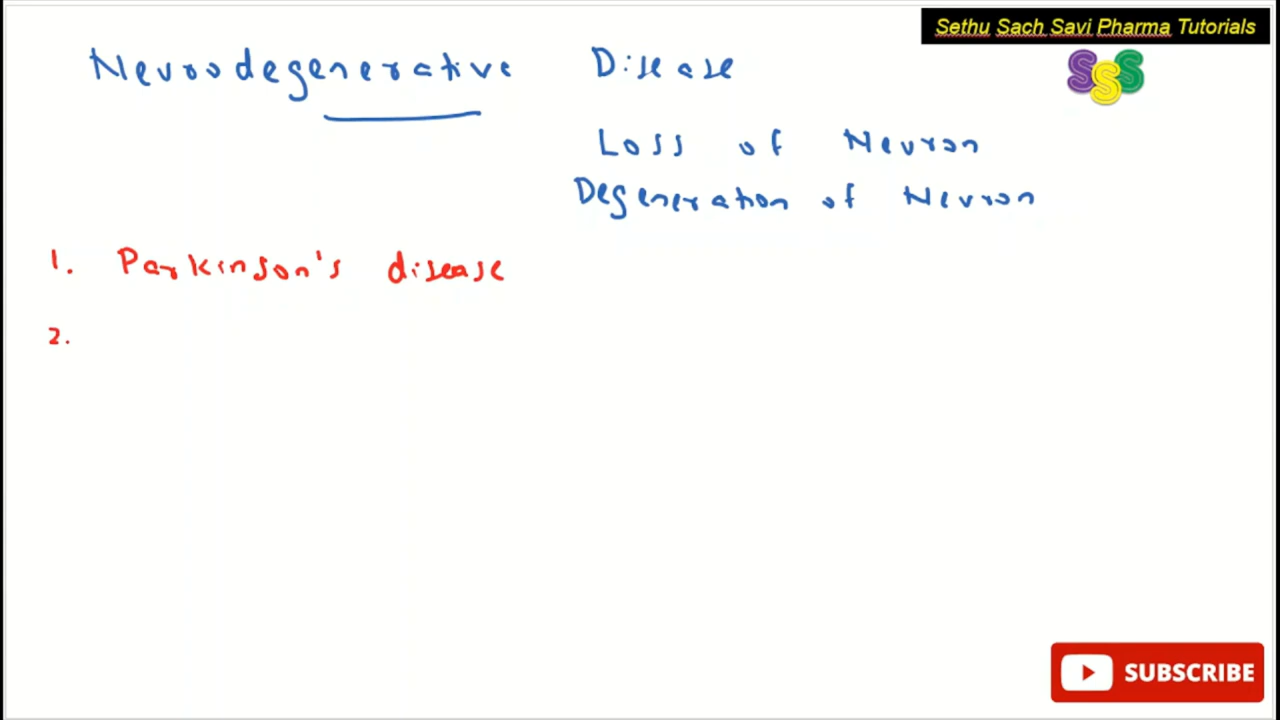 Sethu Sach Savi Pharma Tutorials
SSS
Neurodegenerative Disease
Loss of Neuron
Degeneration of Neuron
1. Parkinson's disease
2.
SUBSCRIBE